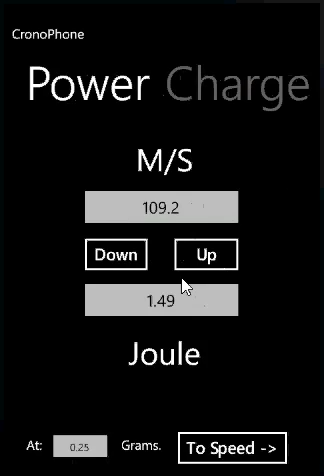 CronoPhone
Power Charge
M/S
109.2
Down Up
1.49
Joule
At: 0.25 Grams. To Speed ->